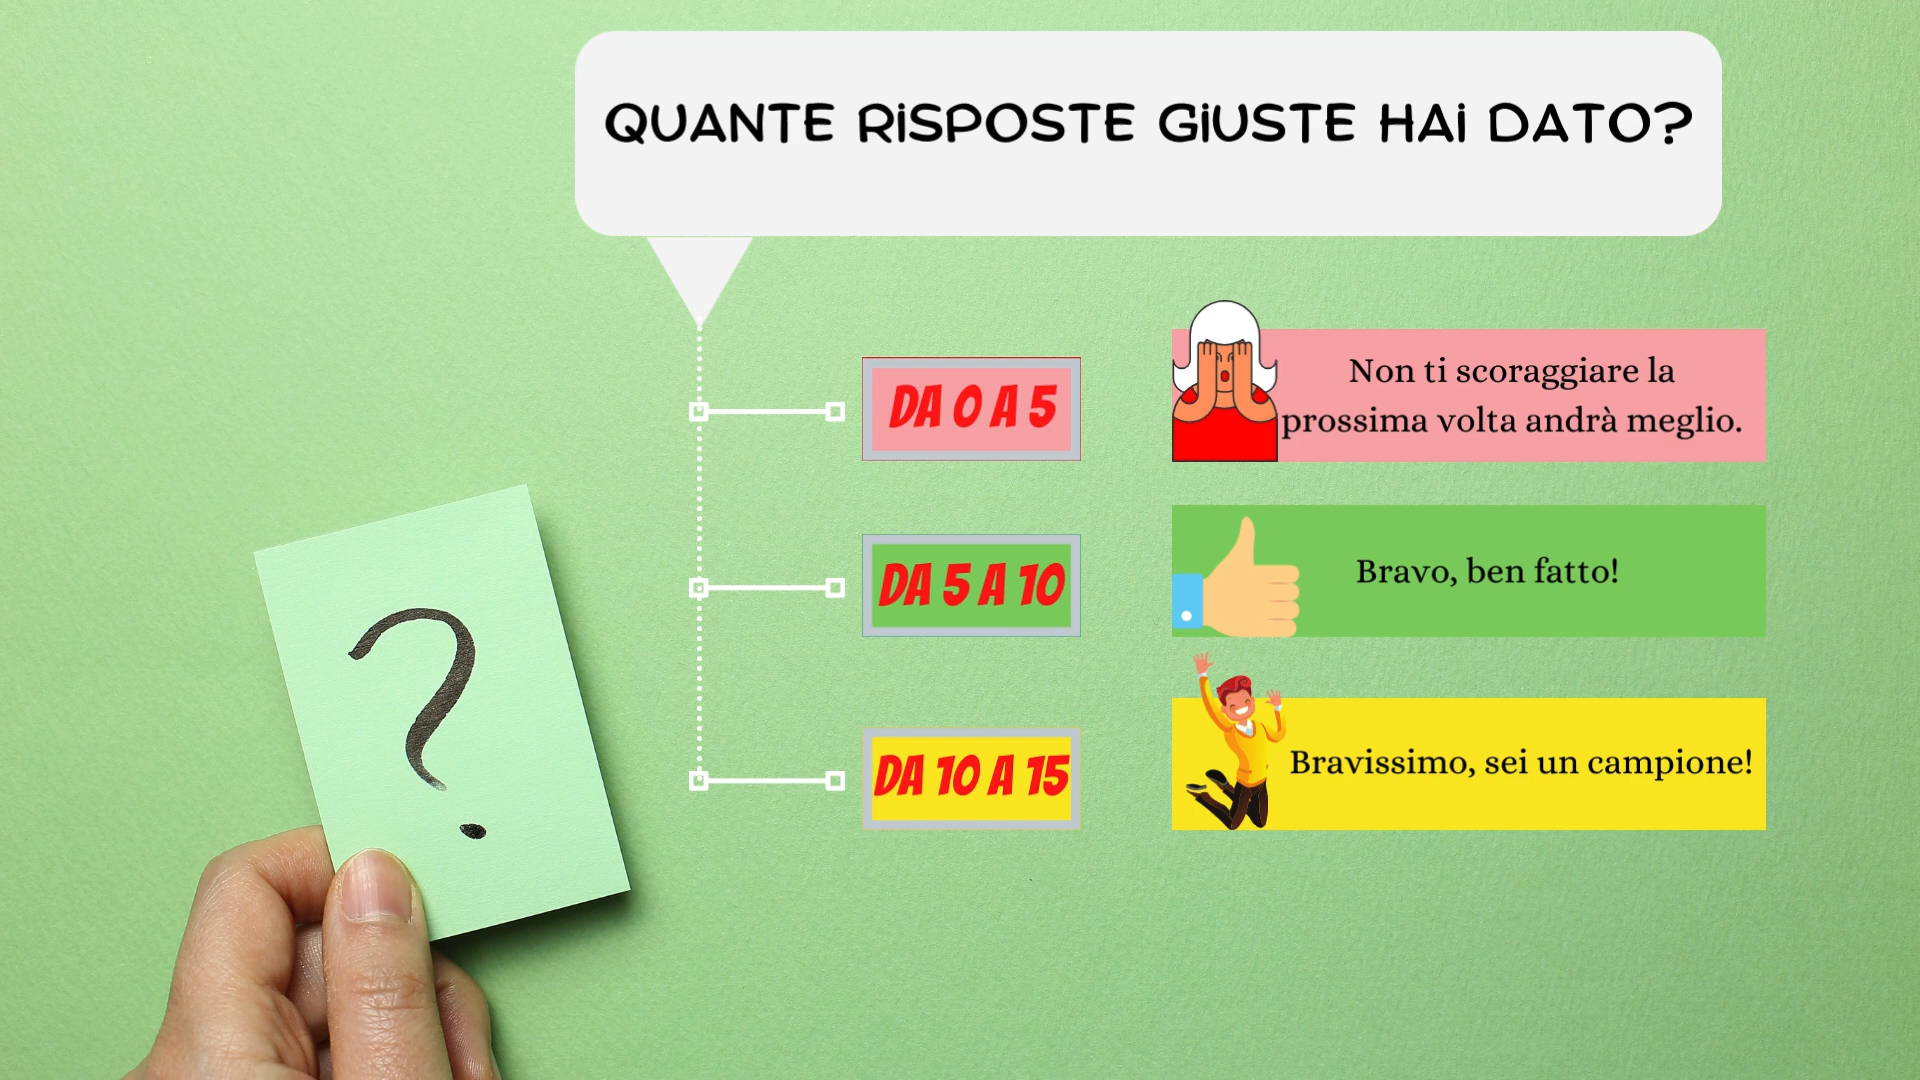 QUANTE RISPOSTE GIUSTE HAI DATO?
DA 0 A 5
Non ti scoraggiare la
prossima volta andrà meglio.
DA 5 A 10
Bravo, ben fatto!
DA 10 A 15
Bravissimo, sei un campione!
?